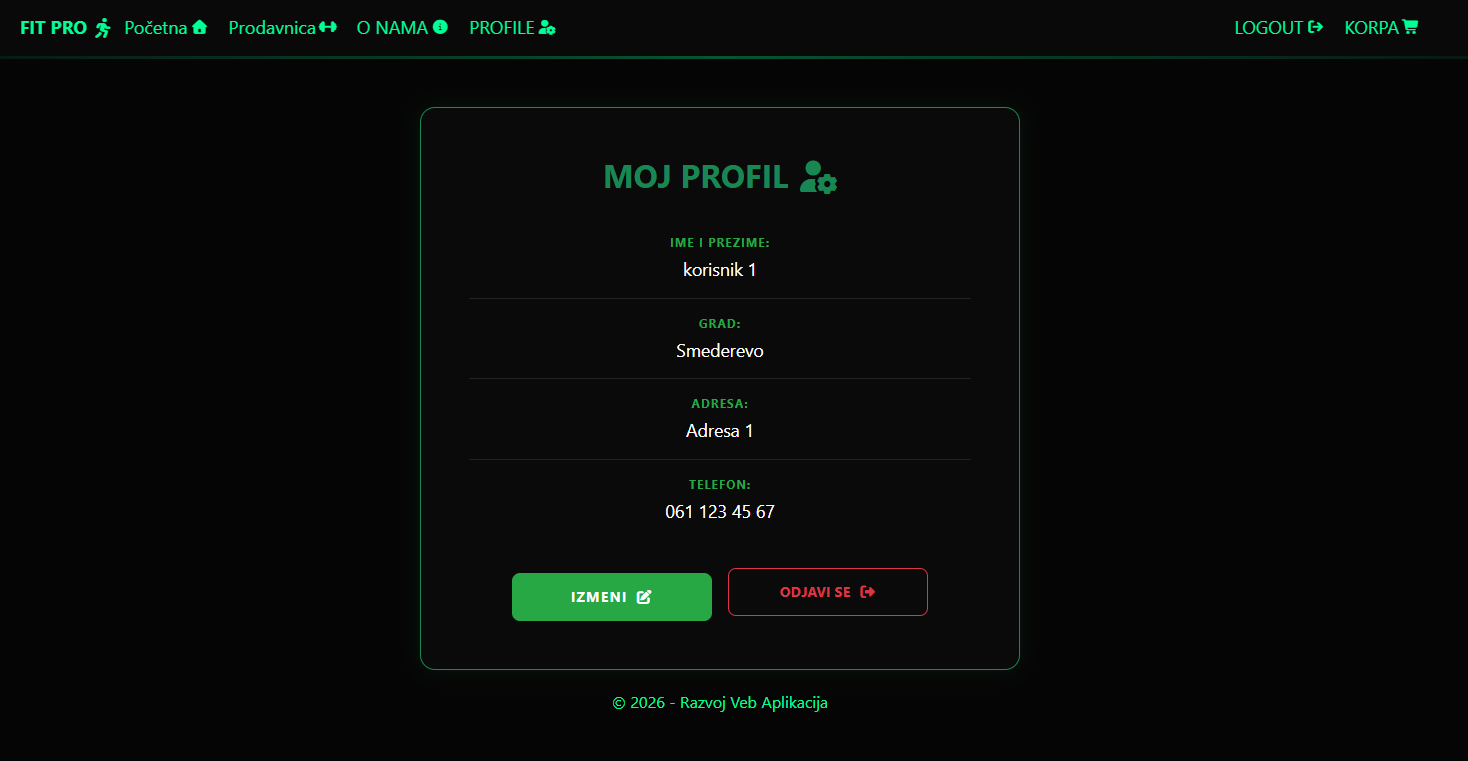 FIT PRO Početna Prodavnica O NAMA PROFILE LOGOUT KORPA
MOJ PROFIL
IME I PREZIME:
korisnik 1
GRAD:
Smederevo
ADRESA:
Adresa 1
TELEFON:
061 123 45 67
IZMENI ODJAVI SE
© 2026 - Razvoj Veb Aplikacija